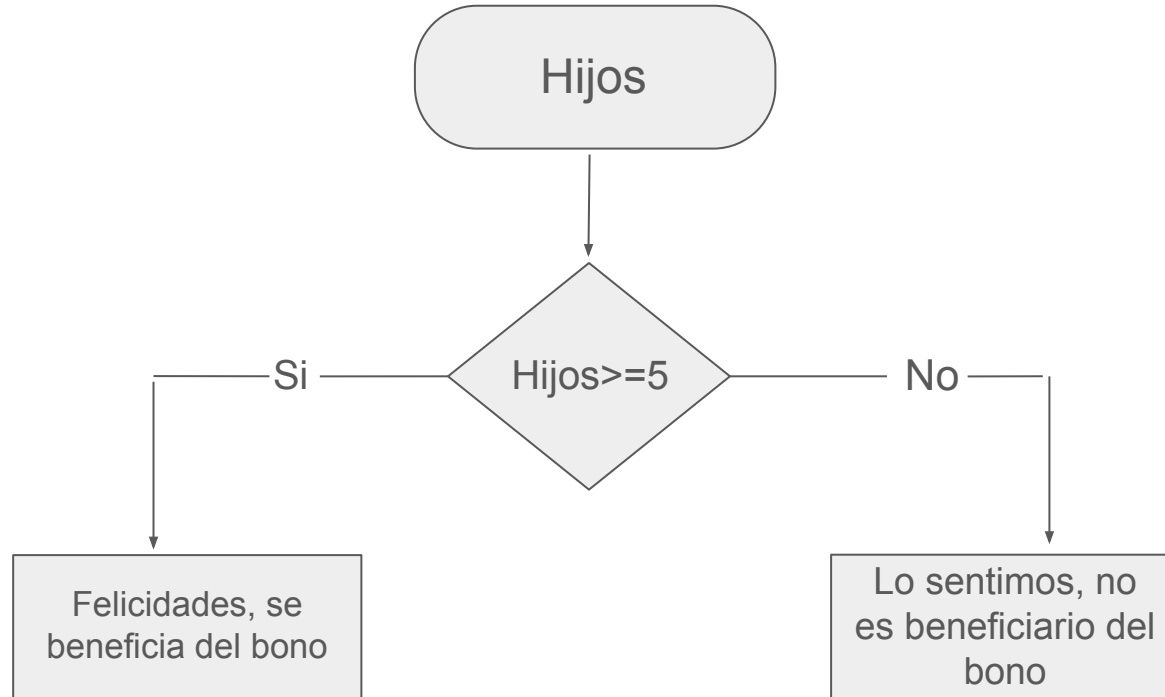 Hijos
Si
Hijos>=5
No
Felicidades, se
beneficia del bono
Lo sentimos, no
es beneficiario del
bono